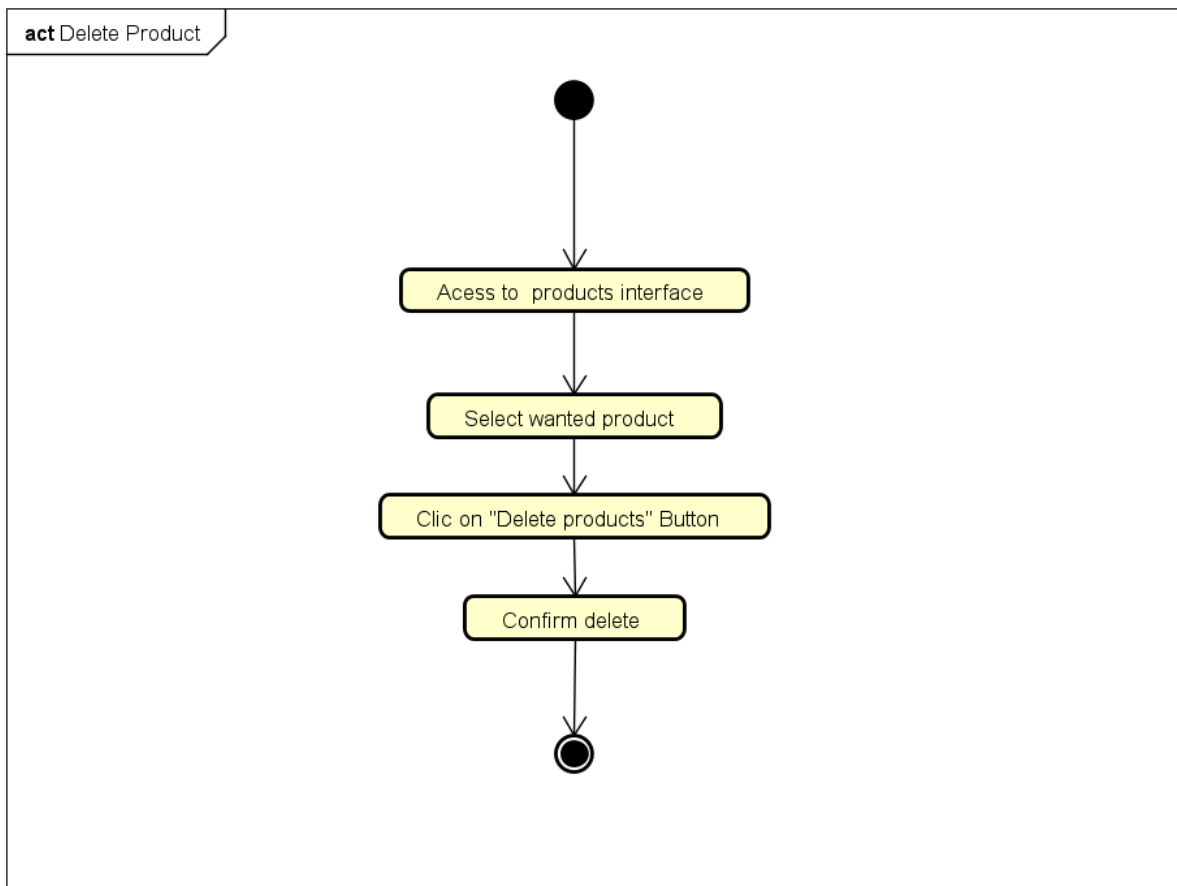 act Delete Product
Acess to products interface
Select wanted product
Clic on "Delete products" Button
Confirm delete